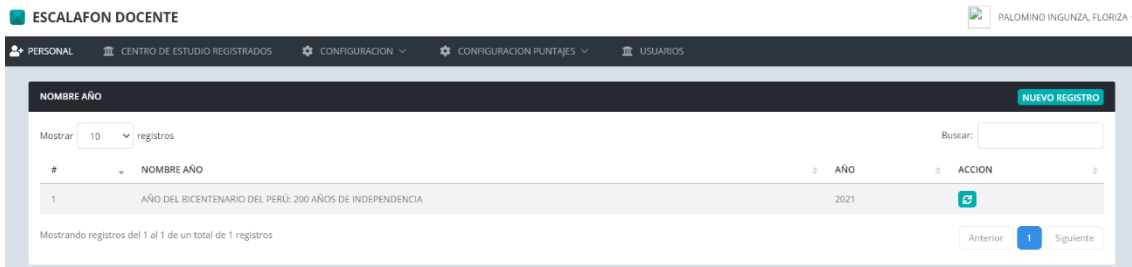 ESCALAFON DOCENTE
PALOMINO INGUNZA, FLORIZA
PERSONAL CENTRO DE ESTUDIO REGISTRADOS CONFIGURACION CONFIGURACION PUNTAJES USUARIOS
NOMBRE AÑO NUEVO REGISTRO
Mostrar 10 registros Buscar:
# NOMBRE AÑO AÑO ACCION
1 AÑO DEL BICENTENARIO DEL PERÚ: 200 AÑOS DE INDEPENDENCIA 2021
Mostrando registros del 1 al 1 de un total de 1 registros Anterior 1 Siguiente